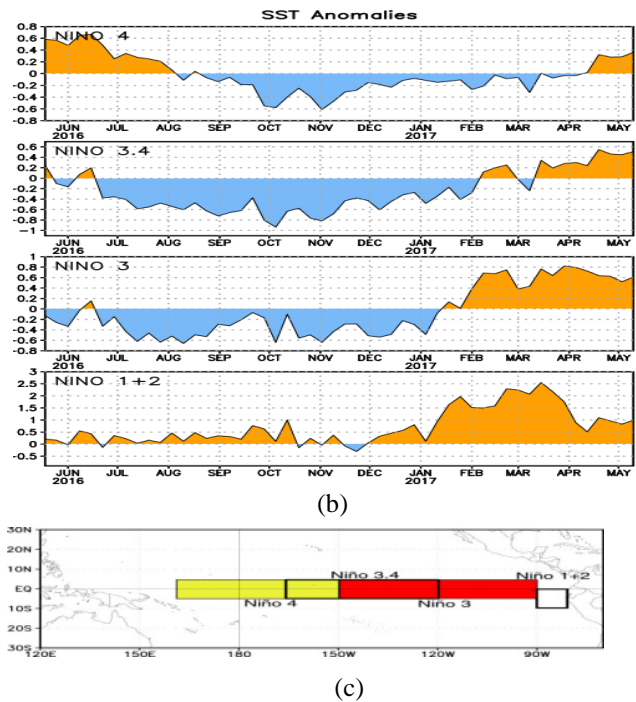 SST Anomalies
NINO 4
0.8
0.6
0.4
0.2
0
-0.2
-0.4
-0.6
-0.8
JUN JUL AUG SEP OCT NOV DEC JAN FEB MAR APR MAY
2016 2017
NINO 3.4
0.6
0.4
0.2
0
-0.2
-0.4
-0.6
-0.8
-1
JUN JUL AUG SEP OCT NOV DEC JAN FEB MAR APR MAY
2016 2017
NINO 3
1
0.8
0.6
0.4
0.2
0
-0.2
-0.4
-0.6
-0.8
JUN JUL AUG SEP OCT NOV DEC JAN FEB MAR APR MAY
2016 2017
NINO 1+2
3
2.5
2
1.5
1
0.5
0
-0.5
JUN JUL AUG SEP OCT NOV DEC JAN FEB MAR APR MAY
2016 2017
(b)
30N
20N
10N
EQ
10S
20S
30S
Niño 3.4 Niño 1+2
Niño 4 Niño 3
120E 150E 180 150W 120W 90W
(c)